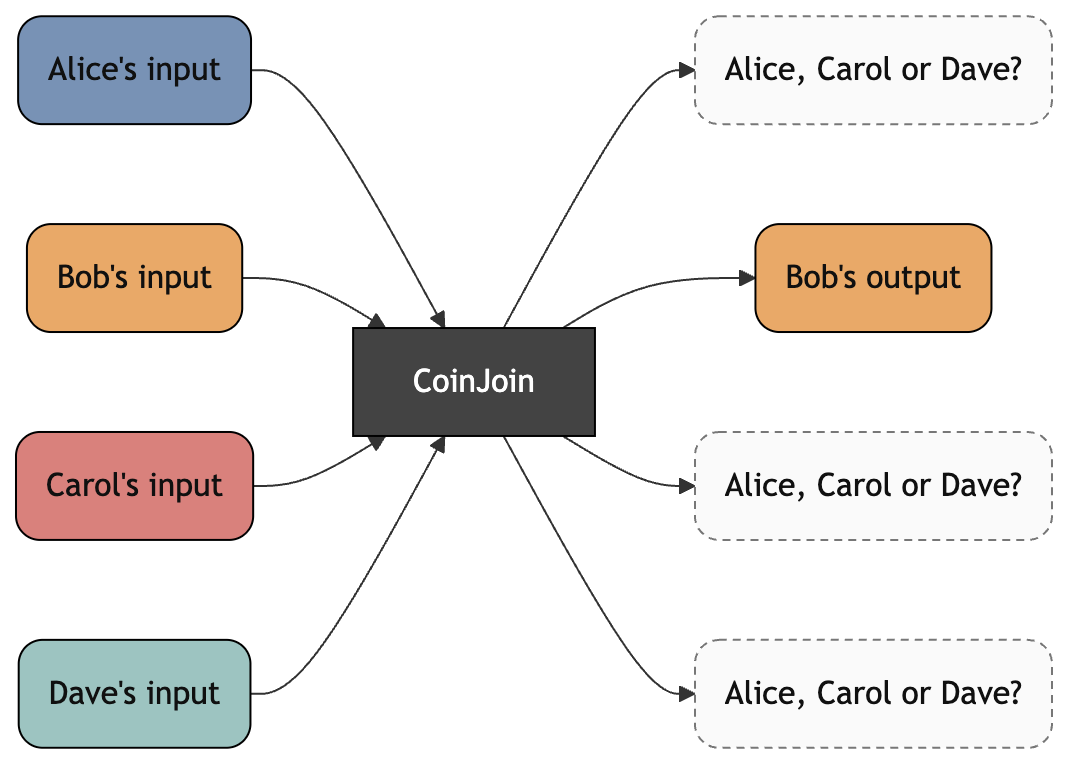 Alice's input
Alice, Carol or Dave?
Bob's input
Bob's output
CoinJoin
Carol's input
Alice, Carol or Dave?
Dave's input
Alice, Carol or Dave?